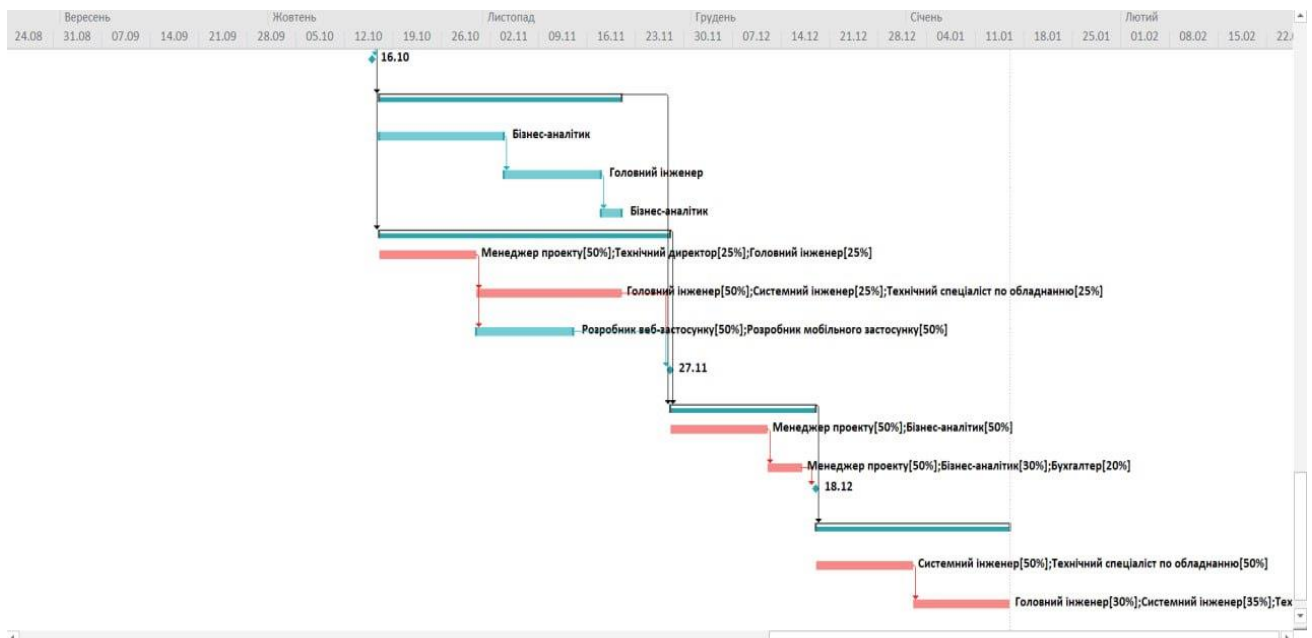 Вересень Жовтень Листопад Грудень Січень Лютий
24.08 31.08 07.09 14.09 21.09 28.09 05.10 12.10 19.10 26.10 02.11 09.11 16.11 23.11 30.11 07.12 14.12 21.12 28.12 04.01 11.01 18.01 25.01 01.02 08.02 15.02 22.0
16.10
Бізнес-аналітик
Головний інженер
Бізнес-аналітик
Менеджер проекту[50%];Технічний директор[25%];Головний інженер[25%]
Головний інженер[50%];Системний інженер[25%];Технічний спеціаліст по обладнанню[25%]
Розробник веб-застосунку[50%];Розробник мобільного застосунку[50%]
27.11
Менеджер проекту[50%];Бізнес-аналітик[50%]
Менеджер проекту[50%];Бізнес-аналітик[30%];Бухгалтер[20%]
18.12
Системний інженер[50%];Технічний спеціаліст по обладнанню[50%]
Головний інженер[30%];Системний інженер[35%];Тех